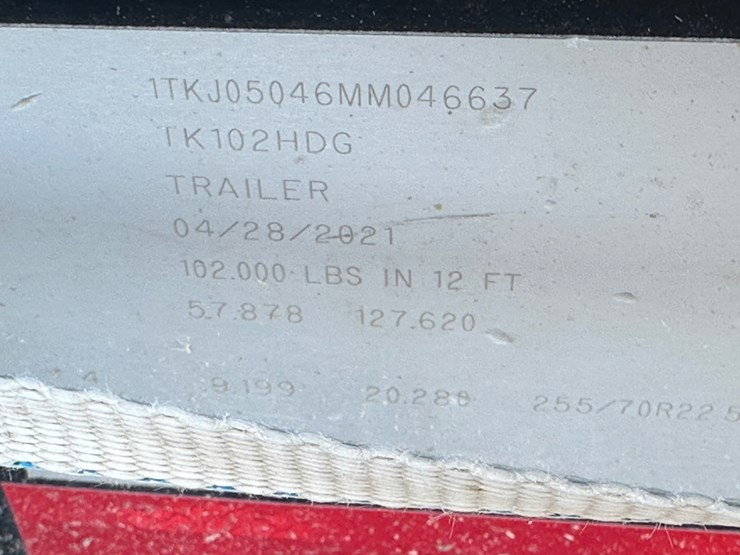 1TKJ05046MM046637
TK102HDG
TRAILER
04/28/2021
102.000 LBS IN 12 FT
57.878 127.620
A 9.199 20.280 255/70R22.5